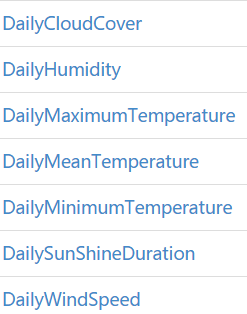 DailyCloudCover
DailyHumidity
DailyMaximumTemperature
DailyMeanTemperature
DailyMinimumTemperature
DailySunShineDuration
DailyWindSpeed